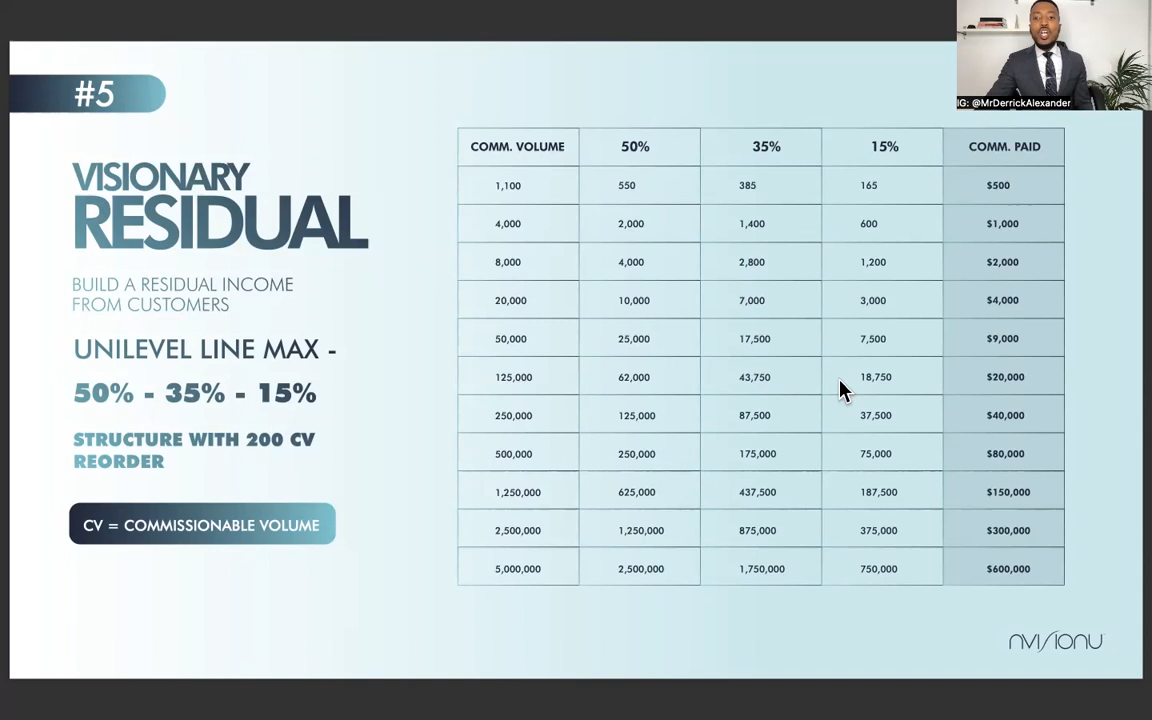 IG: @MrDerrickAlexander
#5
VISIONARY
RESIDUAL
BUILD A RESIDUAL INCOME
FROM CUSTOMERS
UNILEVEL LINE MAX -
50% - 35% - 15%
STRUCTURE WITH 200 CV
REORDER
CV = COMMISSIONABLE VOLUME
COMM. VOLUME 50% 35% 15% COMM. PAID
1,100 550 385 165 $500
4,000 2,000 1,400 600 $1,000
8,000 4,000 2,800 1,200 $2,000
20,000 10,000 7,000 3,000 $4,000
50,000 25,000 17,500 7,500 $9,000
125,000 62,000 43,750 18,750 $20,000
250,000 125,000 87,500 37,500 $40,000
500,000 250,000 175,000 75,000 $80,000
1,250,000 625,000 437,500 187,500 $150,000
2,500,000 1,250,000 875,000 375,000 $300,000
5,000,000 2,500,000 1,750,000 750,000 $600,000
nvisionu